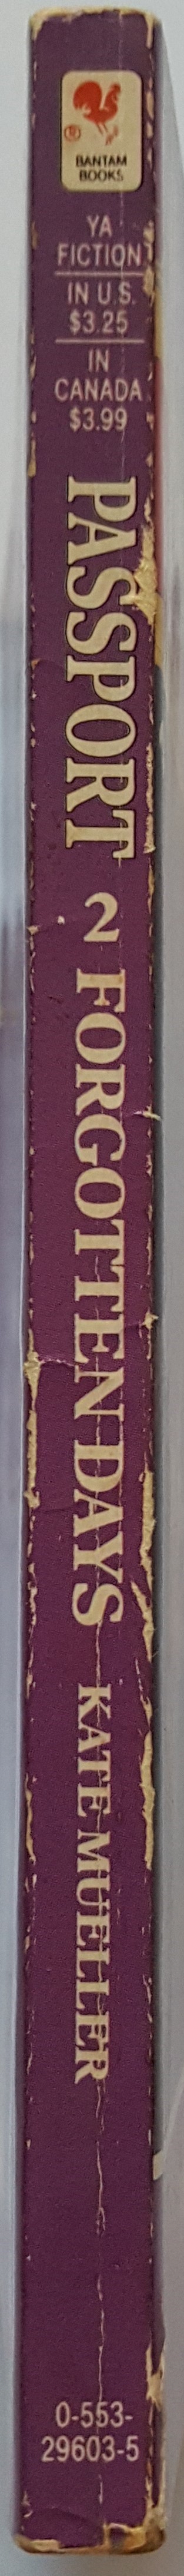 ®
BANTAM
BOOKS
YA
FICTION
IN U.S.
$3.25
IN
CANADA
$3.99
PASSPORT 2 FORGOTTEN DAYS KATE MUELLER
0-553-
29603-5